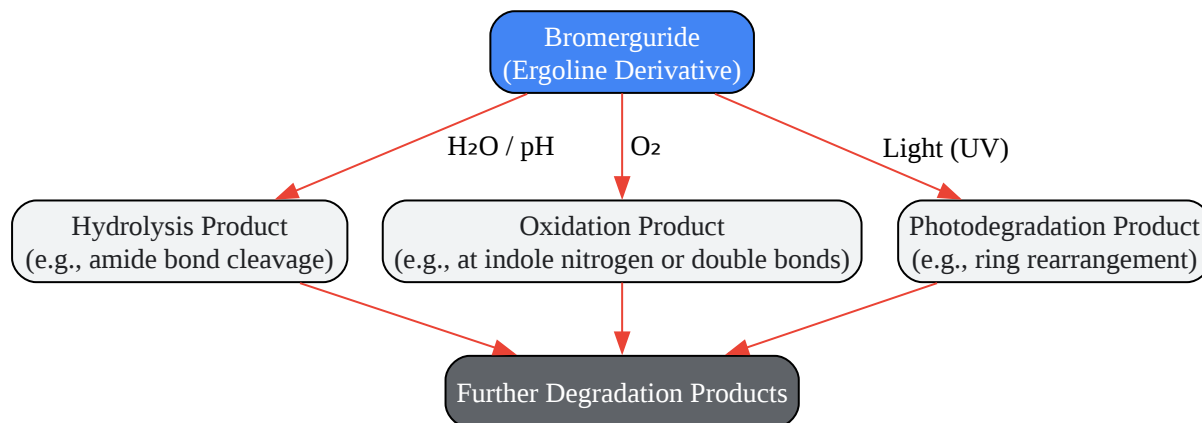 Bromerguride
(Ergoline Derivative)
H₂O / pH
O₂
Light (UV)
Hydrolysis Product
(e.g., amide bond cleavage)
Oxidation Product
(e.g., at indole nitrogen or double bonds)
Photodegradation Product
(e.g., ring rearrangement)
Further Degradation Products